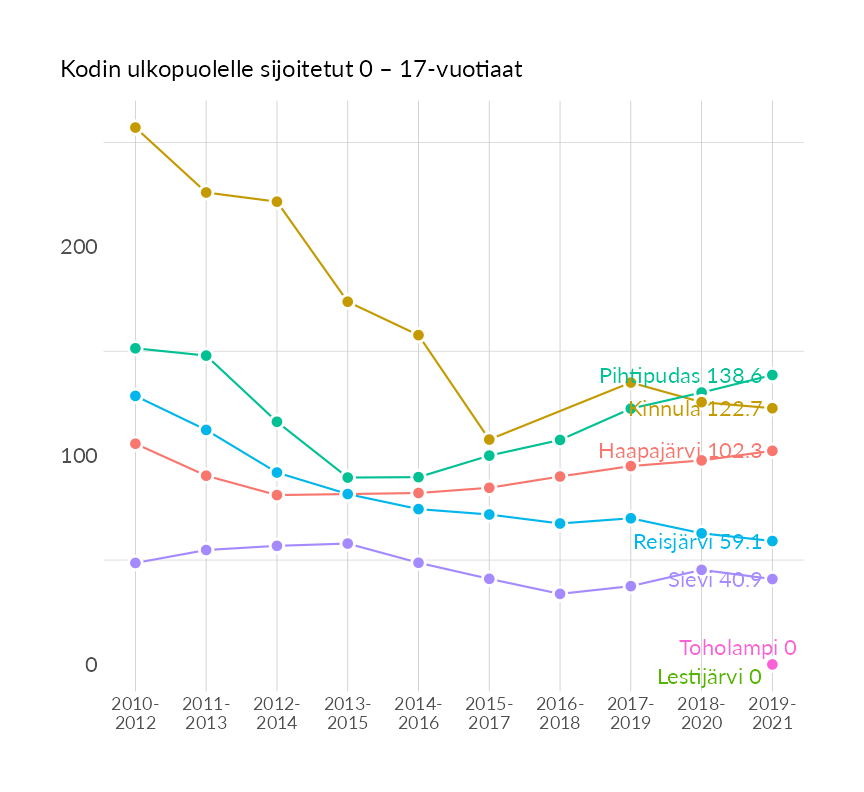 Kodin ulkopuolelle sijoitetut 0 – 17-vuotiaat
200
100
0
Pihtipudas 138.6
Kinnula 122.7
Haapajärvi 102.3
Reisjärvi 59.1
Sievi 40.9
Toholampi 0
Lestijärvi 0
2010-
2012
2011-
2013
2012-
2014
2013-
2015
2014-
2016
2015-
2017
2016-
2018
2017-
2019
2018-
2020
2019-
2021